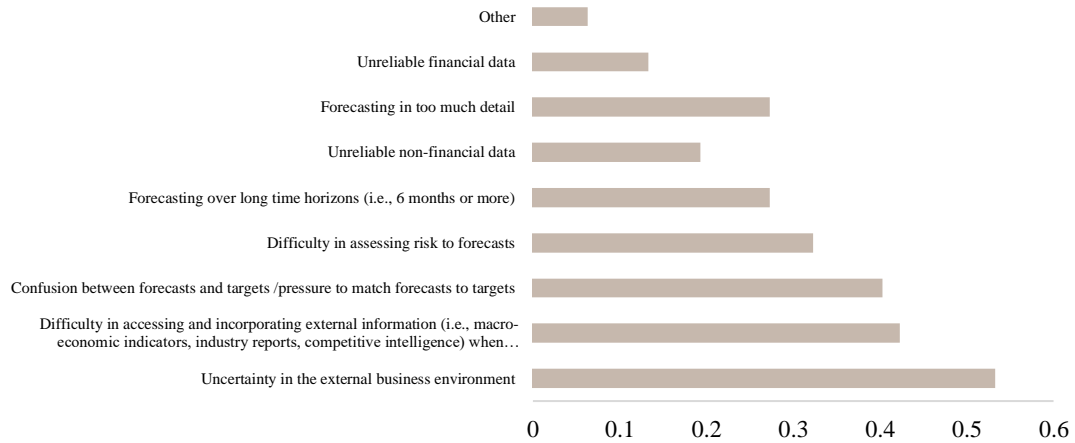 Other
Unreliable financial data
Forecasting in too much detail
Unreliable non-financial data
Forecasting over long time horizons (i.e., 6 months or more)
Difficulty in assessing risk to forecasts
Confusion between forecasts and targets /pressure to match forecasts to targets
Difficulty in accessing and incorporating external information (i.e., macro-
economic indicators, industry reports, competitive intelligence) when…
Uncertainty in the external business environment
0 0.1 0.2 0.3 0.4 0.5 0.6